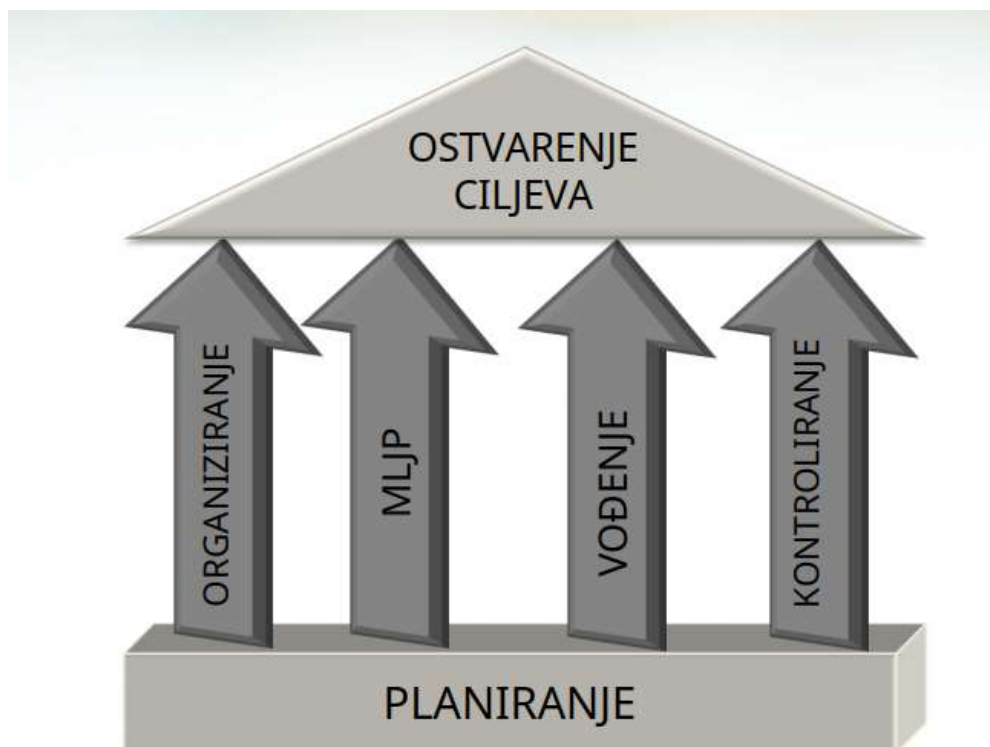 OSTVARENJE
CILJEVA
ORGANIZIRANJE
MLJP
VOĐENJE
KONTROLIRANJE
PLANIRANJE